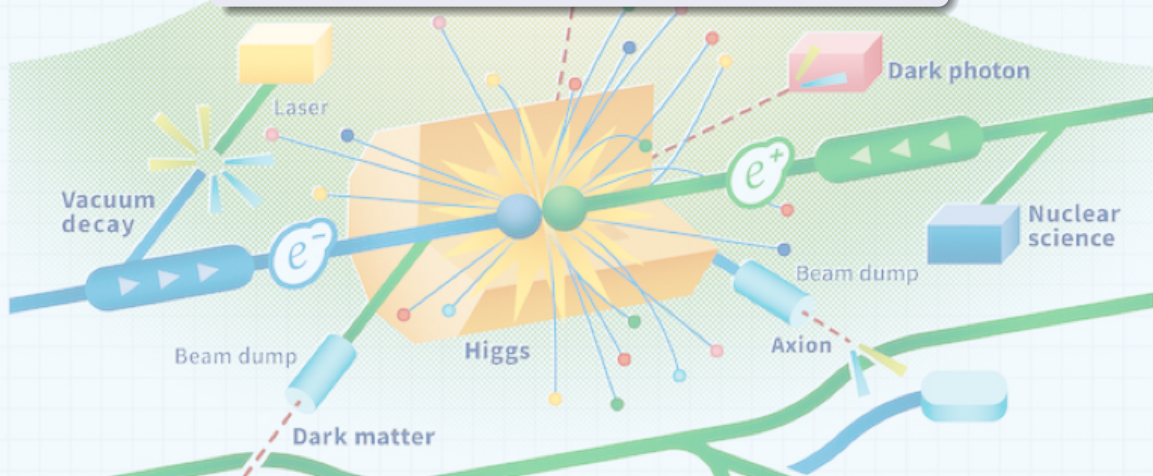 Dark photon
Laser
e+
Vacuum
decay
Nuclear
science
e−
Beam dump
Axion
Higgs
Beam dump
Dark matter